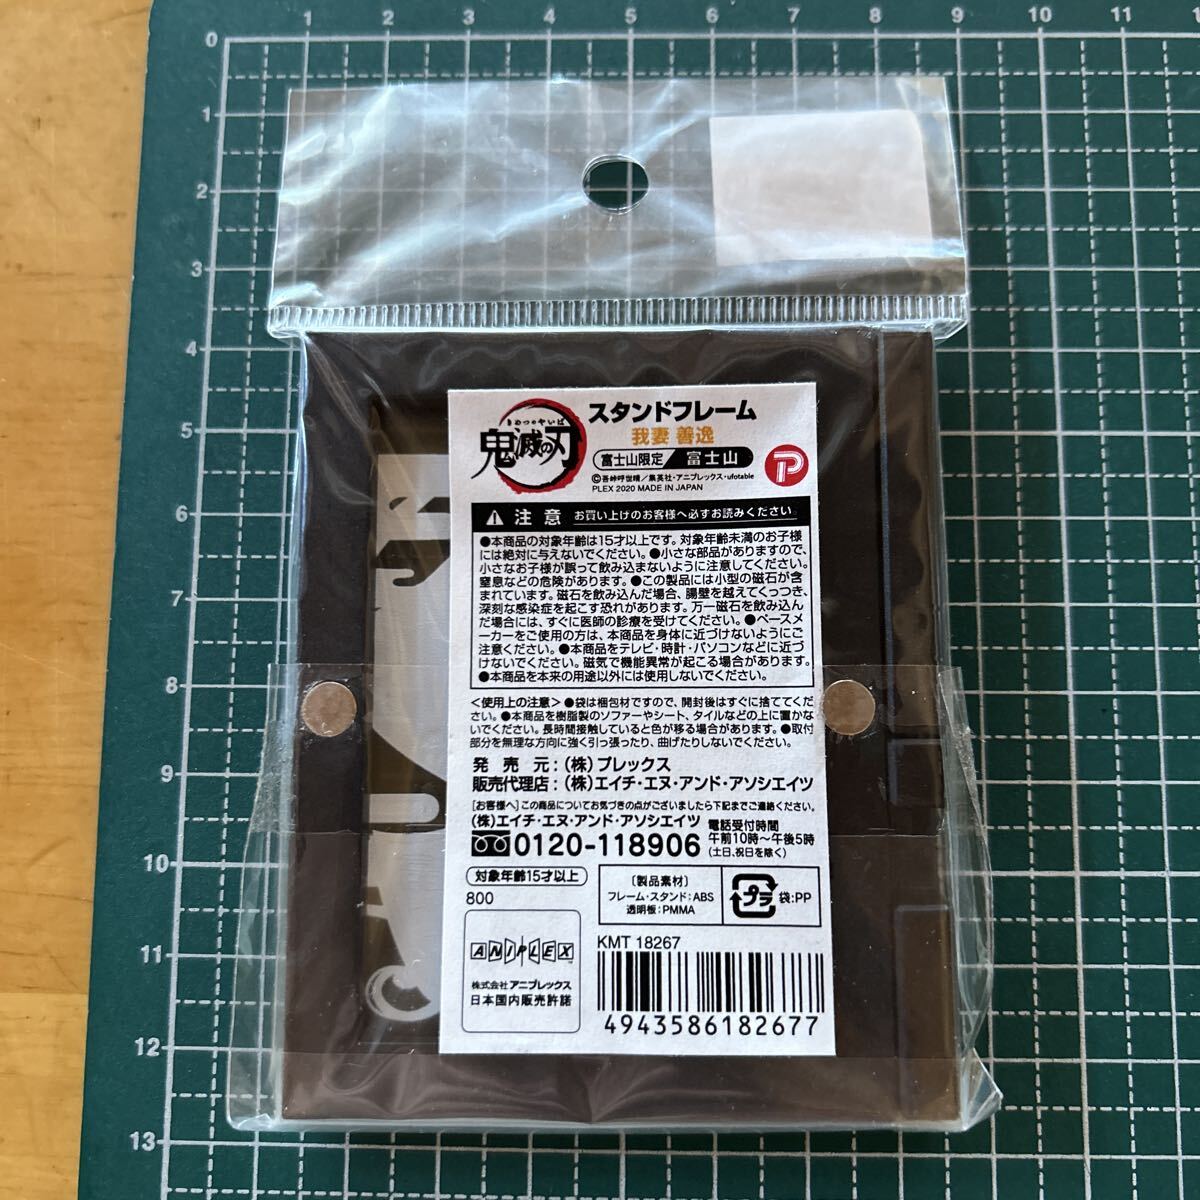 0 1 2 3 4 5 6 7 8 9 10 11 12
1
2
3
4
5
6
7
8
9
10
11
12
13
きめつのやいば
鬼滅の刃
スタンドフレーム
我妻 善逸
富士山限定 富士山
P
©吾峠呼世晴/集英社・アニプレックス・ufotable
PLEX 2020 MADE IN JAPAN
注意 お買い上げのお客様へ必ずお読みください。
●本商品の対象年齢は15才以上です。対象年齢未満のお子様
には絶対に与えないでください。●小さな部品がありますので、
小さなお子様が誤って飲み込まないように注意してください。
窒息などの危険があります。●この製品には小型の磁石が含
まれています。磁石を飲み込んだ場合、腸壁を越えてくっつき、
深刻な感染症を起こす恐れがあります。万一磁石を飲み込ん
だ場合には、すぐに医師の診療を受けてください。●ペースメ
ーカーをご使用の方は、本商品を身体に近づけないようにご
注意ください。●本商品をテレビ・時計・パソコンなどに近づ
けないでください。磁気で機能異常が起こる場合があります。
●本商品を本来の用途以外には使用しないでください。
<使用上の注意>●袋は梱包材ですので、開封後はすぐに捨ててくだ
さい。●本商品を樹脂製のソファーやシート、タイルなどの上に置かな
いでください。長時間接触していると色が移る場合があります。●取付
部分を無理な方向に強く引っ張ったり、曲げたりしないでください。
発売元:(株)プレックス
販売代理店:(株)エイチ・エヌ・アンド・アソシエイツ
[お客様へ]この商品についてお気づきの点がございましたら下記までご連絡ください。
(株)エイチ・エヌ・アンド・アソシエイツ
0120-118906
電話受付時間
午前10時~午後5時
(土日、祝日を除く)
対象年齢15才以上
800
〔製品素材〕
フレーム・スタンド:ABS
透明板:PMMA
プラ 袋:PP
ANIPLEX
株式会社アニプレックス
日本国内販売許諾
KMT 18267
4943586182677